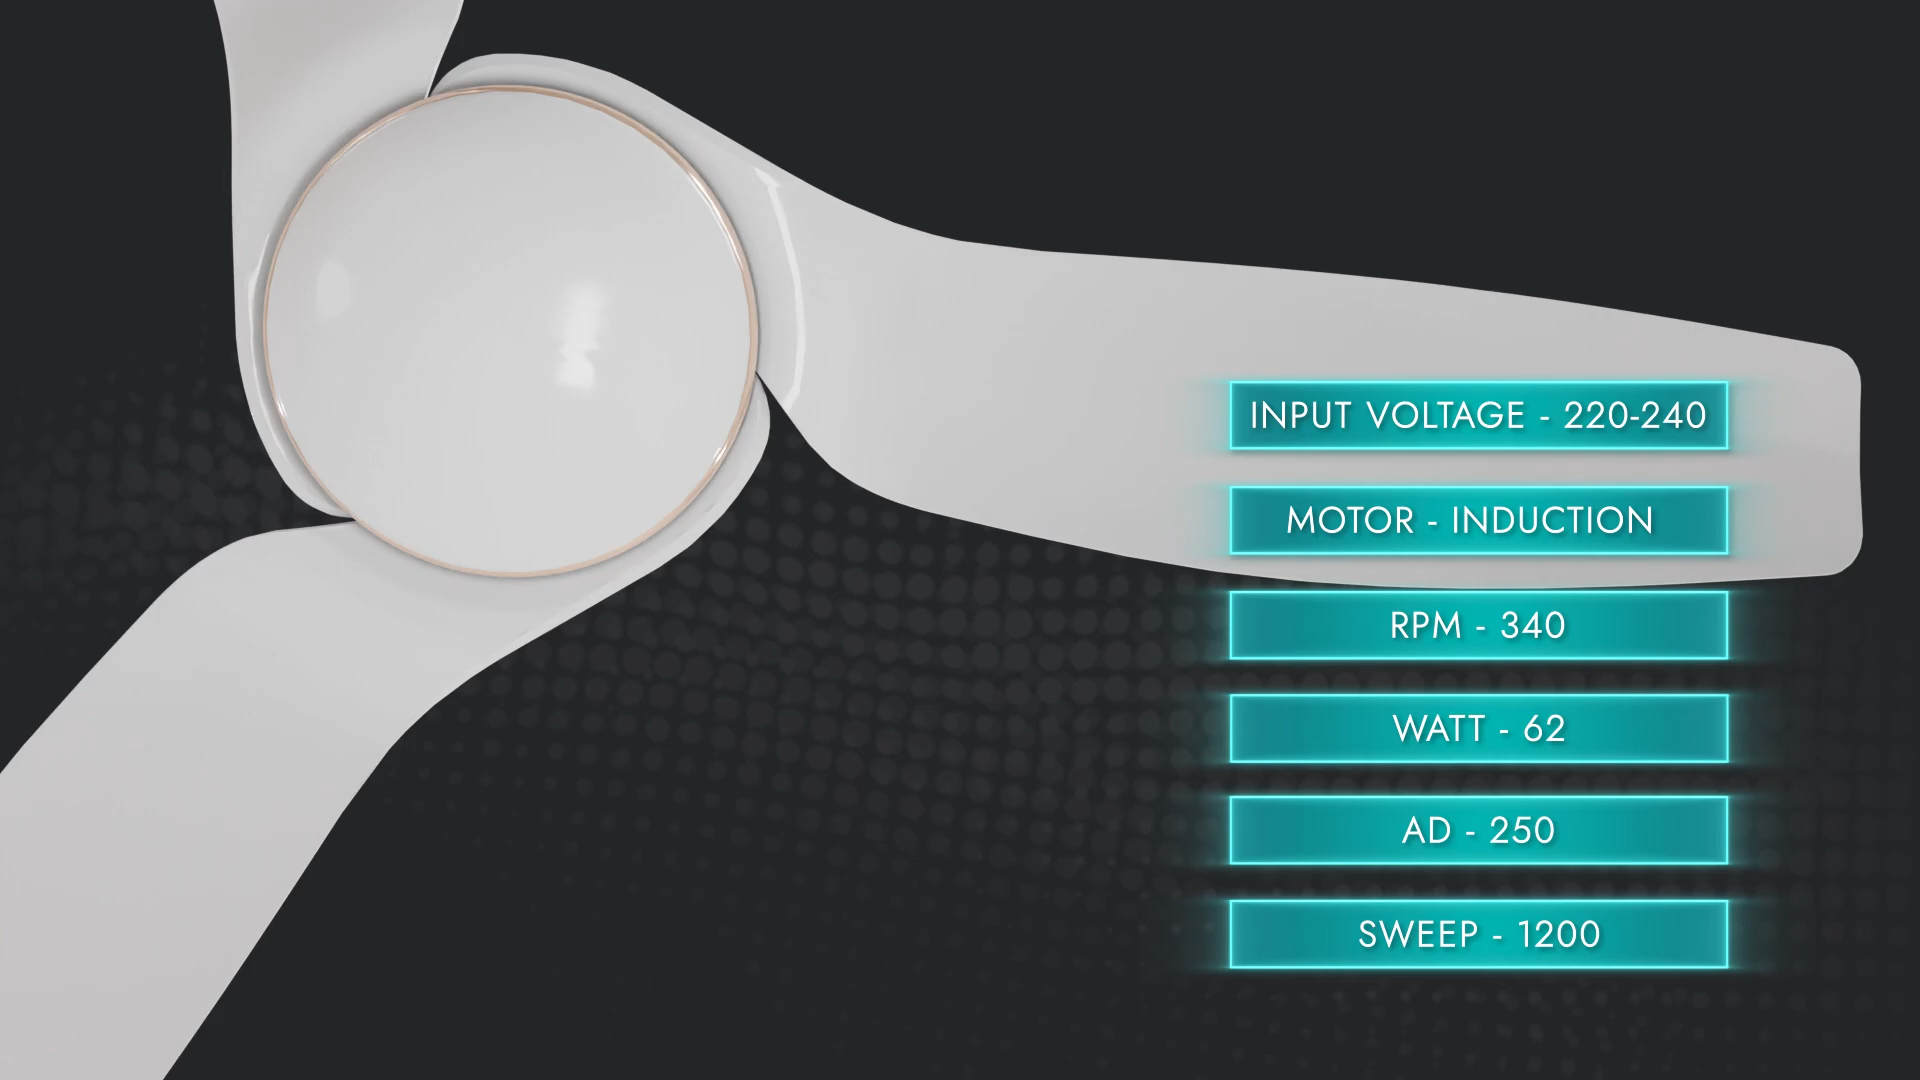 INPUT VOLTAGE - 220-240
MOTOR - INDUCTION
RPM - 340
WATT - 62
AD - 250
SWEEP - 1200